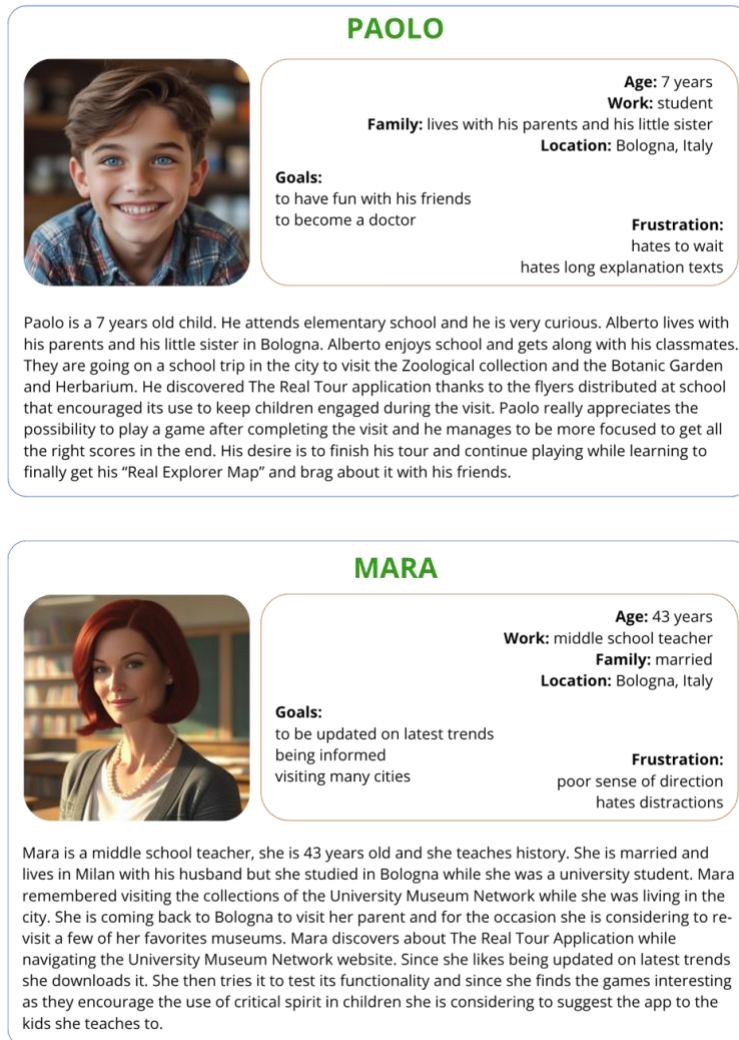 PAOLO
Age: 7 years
Work: student
Family: lives with his parents and his little sister
Location: Bologna, Italy
Goals:
to have fun with his friends
to become a doctor
Frustration:
hates to wait
hates long explanation texts
Paolo is a 7 years old child. He attends elementary school and he is very curious. Alberto lives with
his parents and his little sister in Bologna. Alberto enjoys school and gets along with his classmates.
They are going on a school trip in the city to visit the Zoological collection and the Botanic Garden
and Herbarium. He discovered The Real Tour application thanks to the flyers distributed at school
that encouraged its use to keep children engaged during the visit. Paolo really appreciates the
possibility to play a game after completing the visit and he manages to be more focused to get all
the right scores in the end. His desire is to finish his tour and continue playing while learning to
finally get his “Real Explorer Map” and brag about it with his friends.
MARA
Age: 43 years
Work: middle school teacher
Family: married
Location: Bologna, Italy
Goals:
to be updated on latest trends
being informed
visiting many cities
Frustration:
poor sense of direction
hates distractions
Mara is a middle school teacher, she is 43 years old and she teaches history. She is married and
lives in Milan with his husband but she studied in Bologna while she was a university student. Mara
remembered visiting the collections of the University Museum Network while she was living in the
city. She is coming back to Bologna to visit her parent and for the occasion she is considering to re-
visit a few of her favorites museums. Mara discovers about The Real Tour Application while
navigating the University Museum Network website. Since she likes being updated on latest trends
she downloads it. She then tries it to test its functionality and since she finds the games interesting
as they encourage the use of critical spirit in children she is considering to suggest the app to the
kids she teaches to.